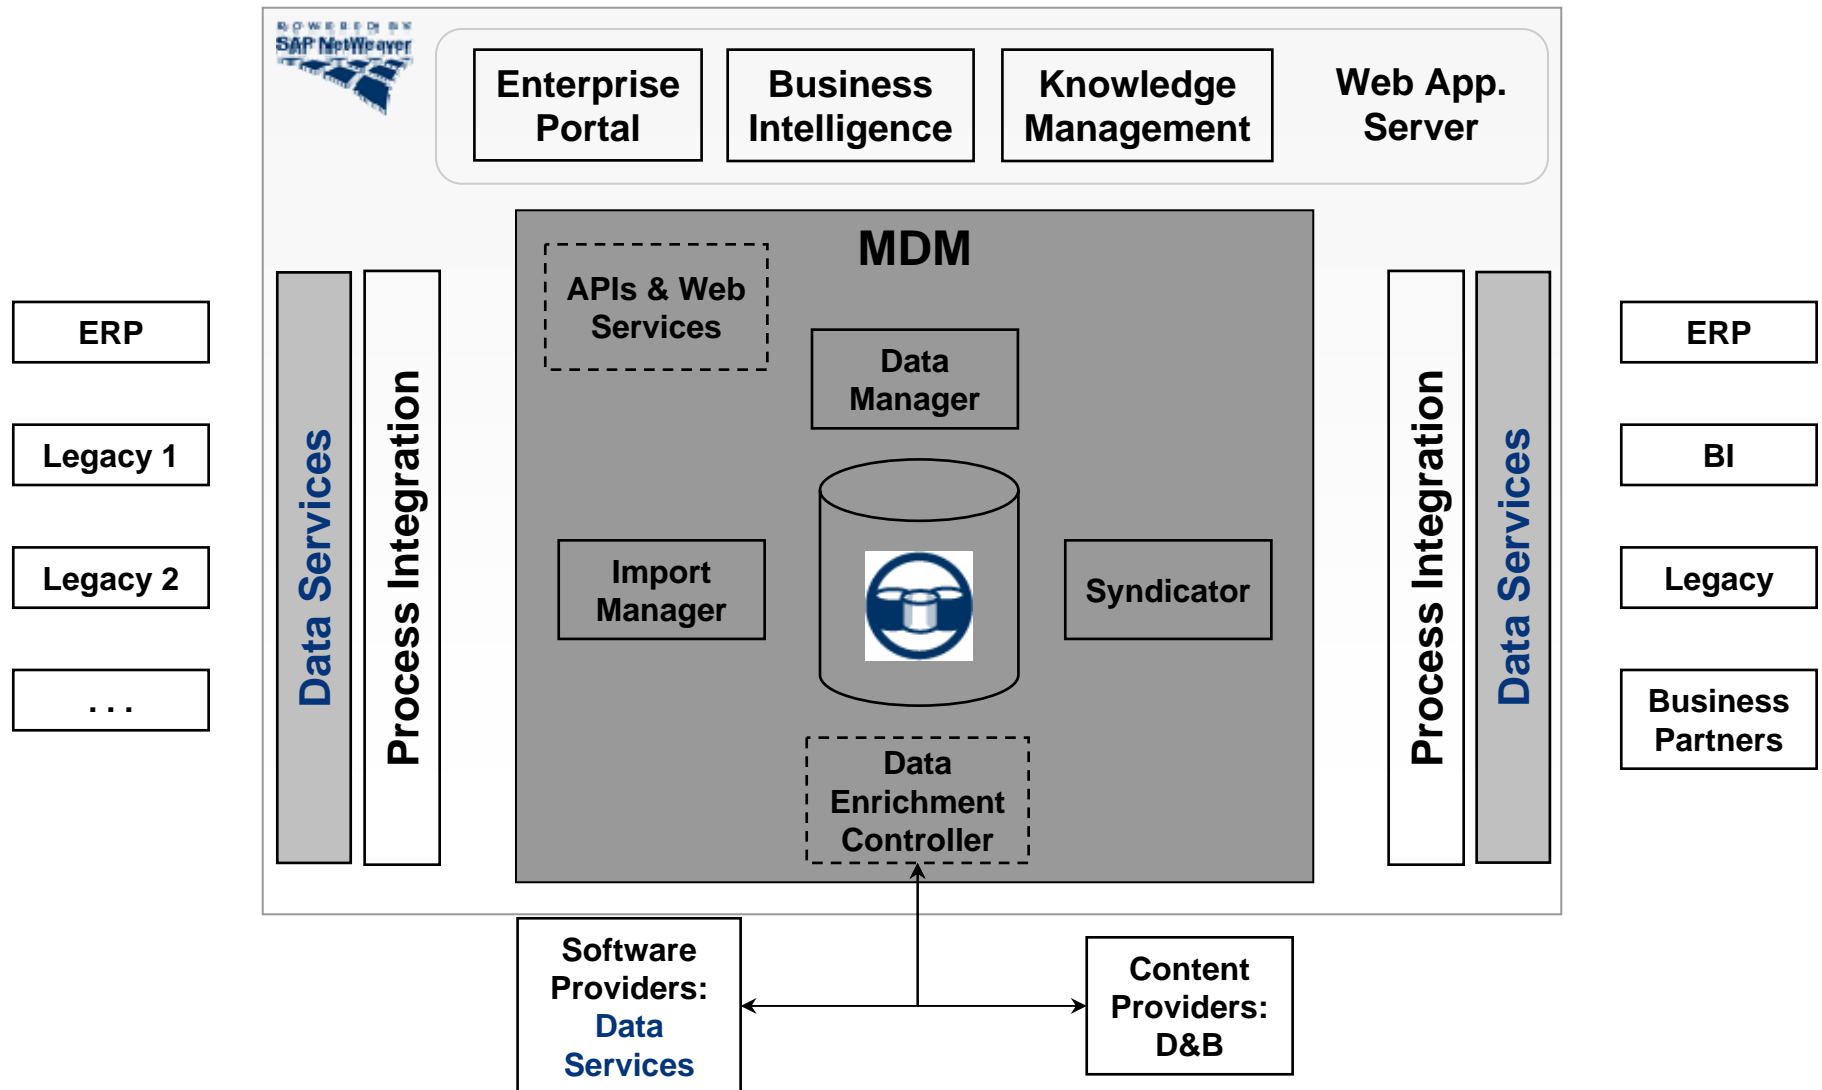 POWERED BY
SAP NetWeaver
Enterprise
Portal
Business
Intelligence
Knowledge
Management
Web App.
Server
MDM
APIs & Web
Services
Data
Manager
Import
Manager
Syndicator
Data
Enrichment
Controller
Data Services
Process Integration
Process Integration
Data Services
ERP
Legacy 1
Legacy 2
. . .
ERP
BI
Legacy
Business
Partners
Software
Providers:
Data
Services
Content
Providers:
D&B